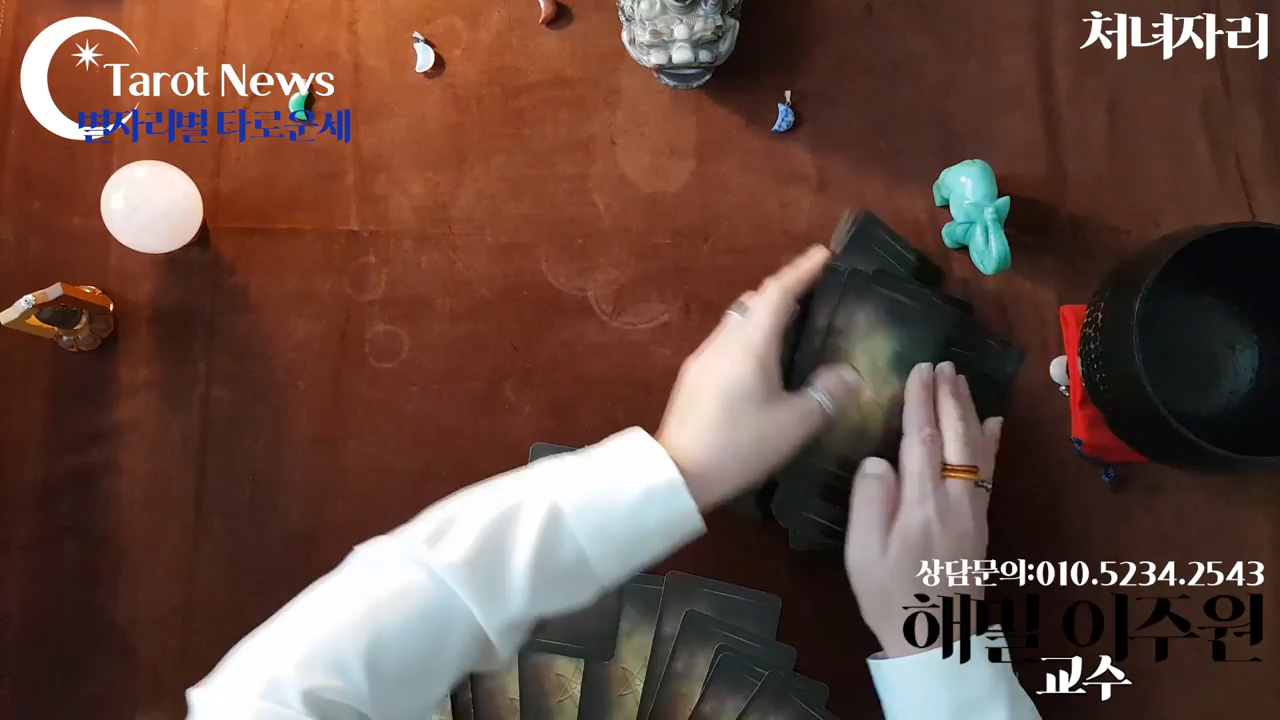 처녀자리
Tarot News
별자리별 타로운세
상담문의:010.5234.2543
해밀 이주원
교수